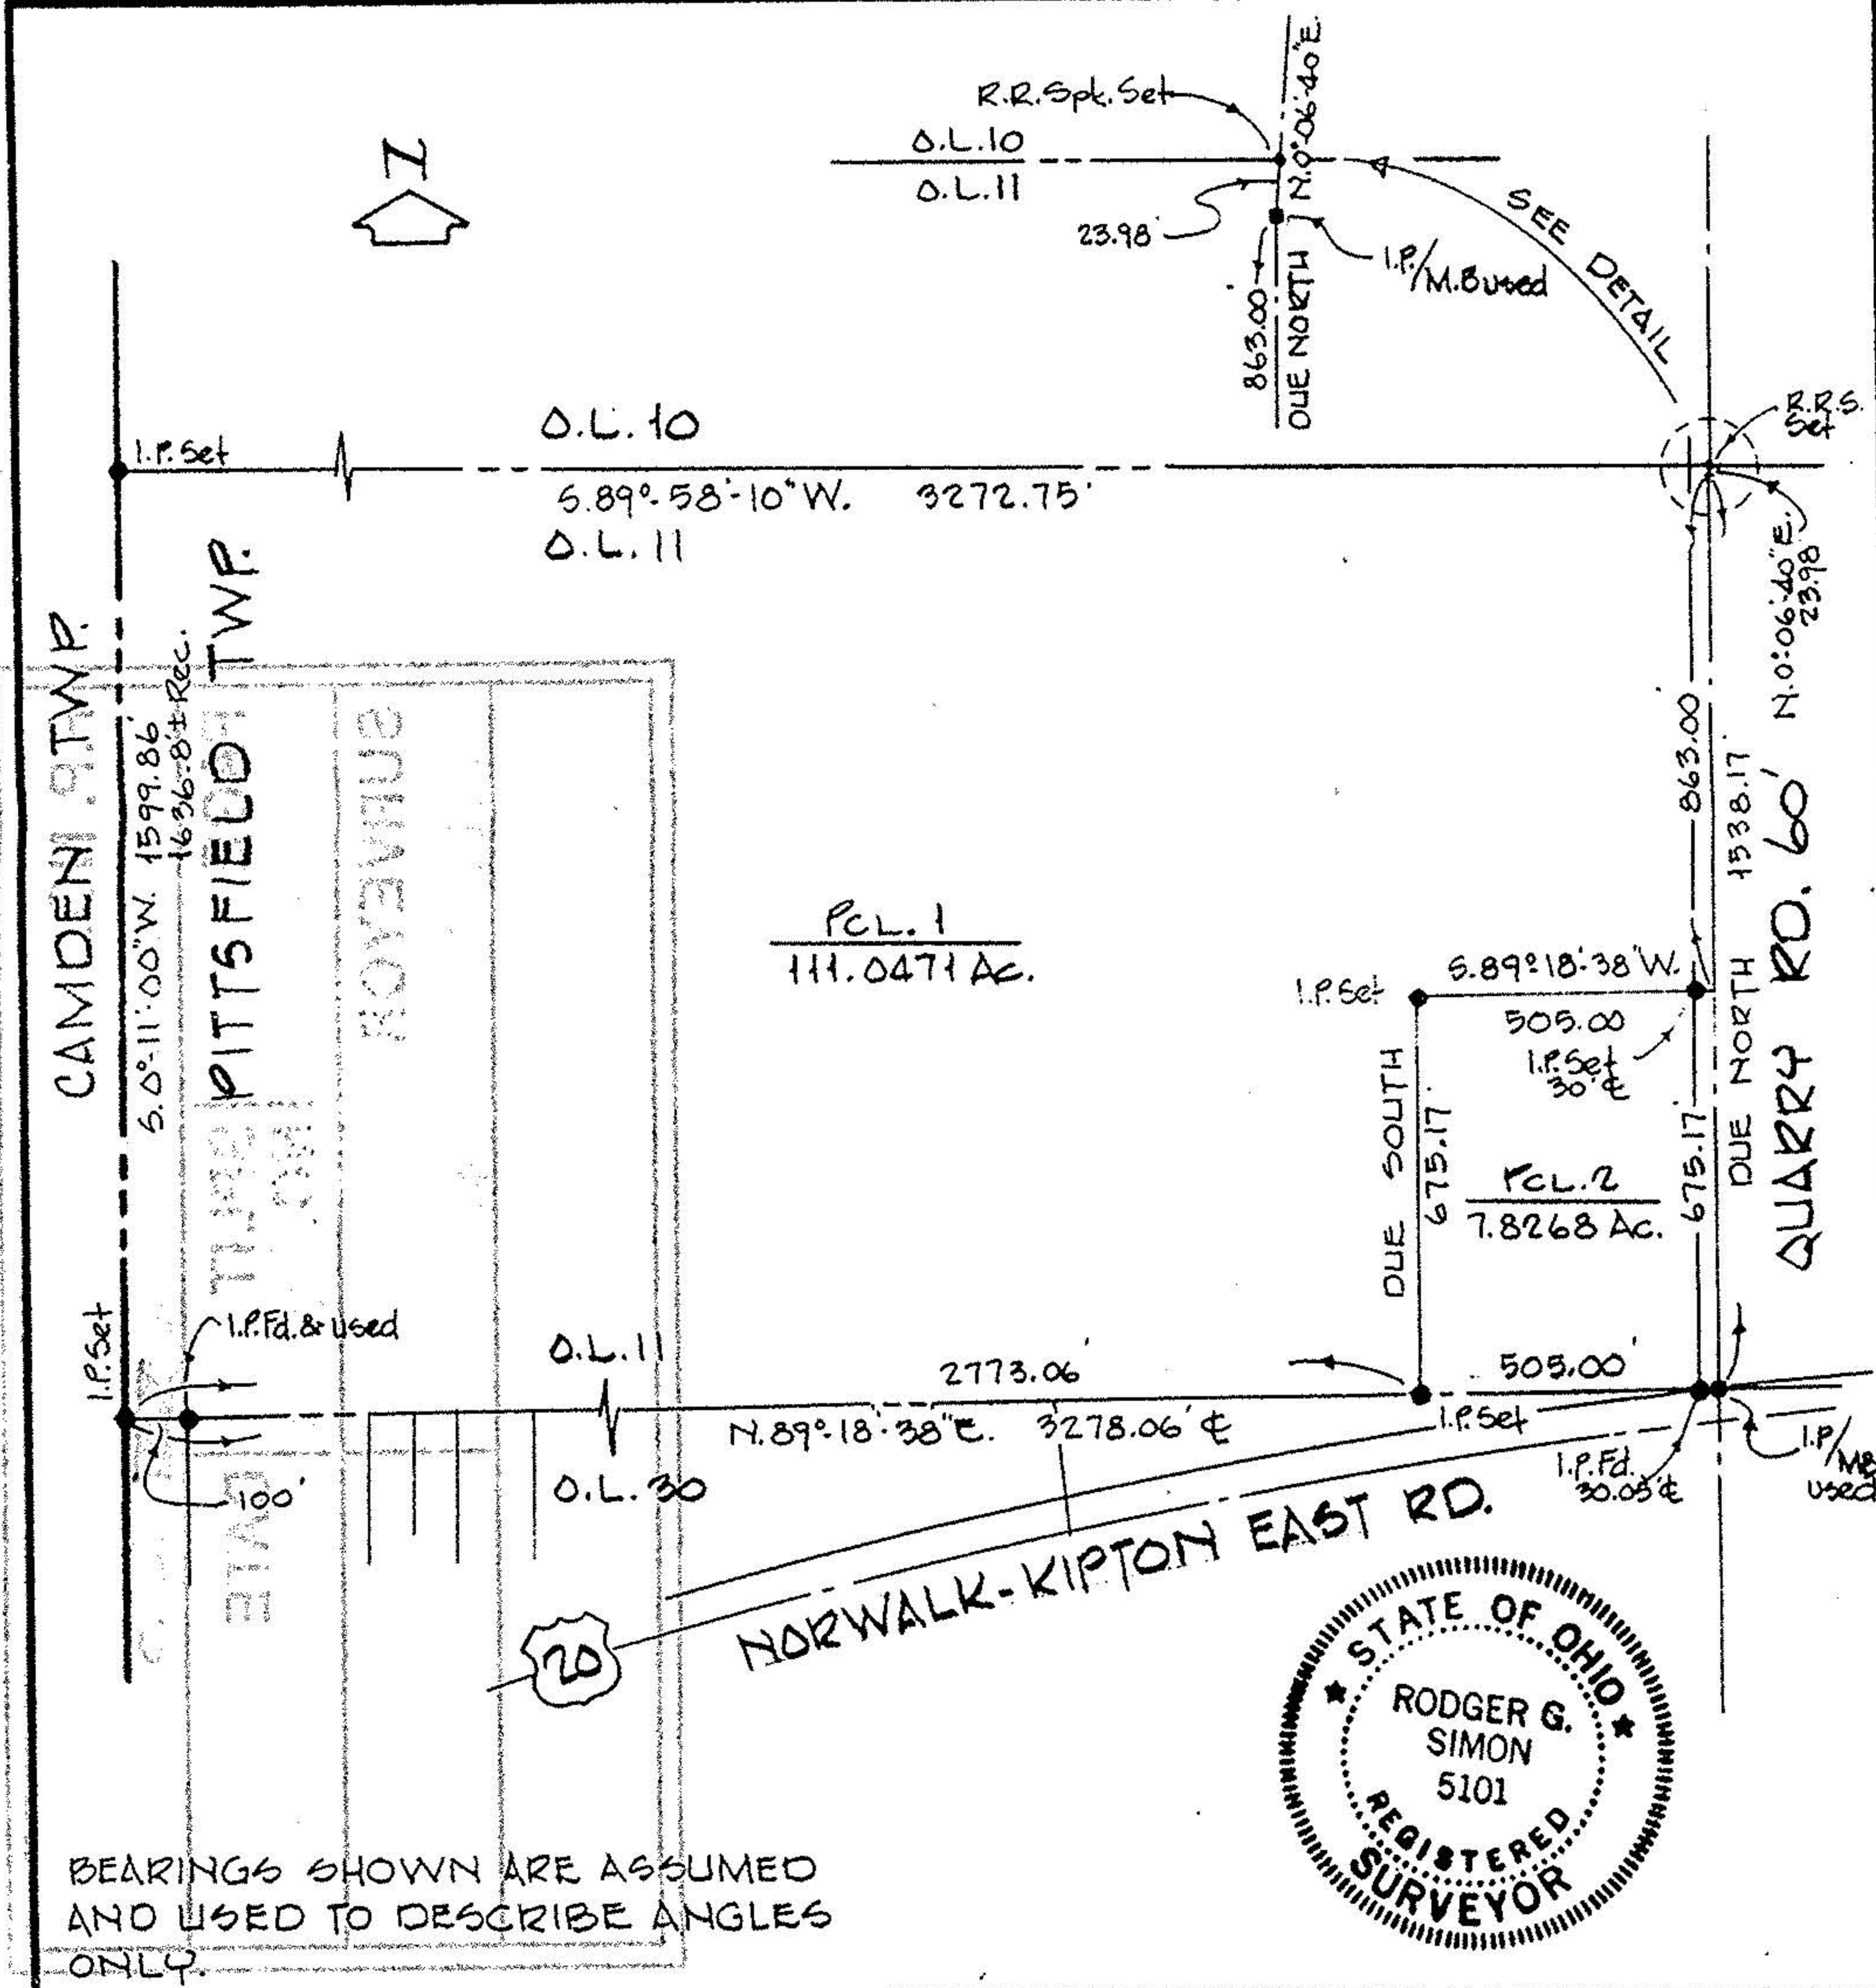 R.R.Spk.Set
N.0°-06'-40"E.
O.L.10
O.L.11
23.98'
863.00
DUE NORTH
I.P./M.B used
SEE DETAIL
R.R.S.
Set
N
I.P. Set
O.L. 10
S.89°-58'-10"W. 3272.75'
O.L. 11
N.0°-06'-40"E.
23.98
CAMDEN TWP.
S.0°-11'-00"W. 1599.86'
1636.8'± Rec.
PITTSFIELD TWP.
PCL. 1
111.0471 Ac.
863.00
DUE NORTH 1538.17'
QUARRY RD. 60'
I.P. Set
S.89°18'-38"W.
505.00
I.P. Set
30' ℄
DUE SOUTH
675.17'
PCL. 2
7.8268 Ac.
675.17'
I.P. Set
I.P. Fd. & used
100'
O.L. 11
2773.06'
505.00'
N.89°-18'-38"E. 3278.06' ℄
I.P. Set
O.L. 30
I.P. Fd.
30.05' ℄
I.P/MB
used
20
NORWALK-KIPTON EAST RD.
STATE OF OHIO
RODGER G.
SIMON
5101
REGISTERED
SURVEYOR
BEARINGS SHOWN ARE ASSUMED
AND USED TO DESCRIBE ANGLES
ONLY.